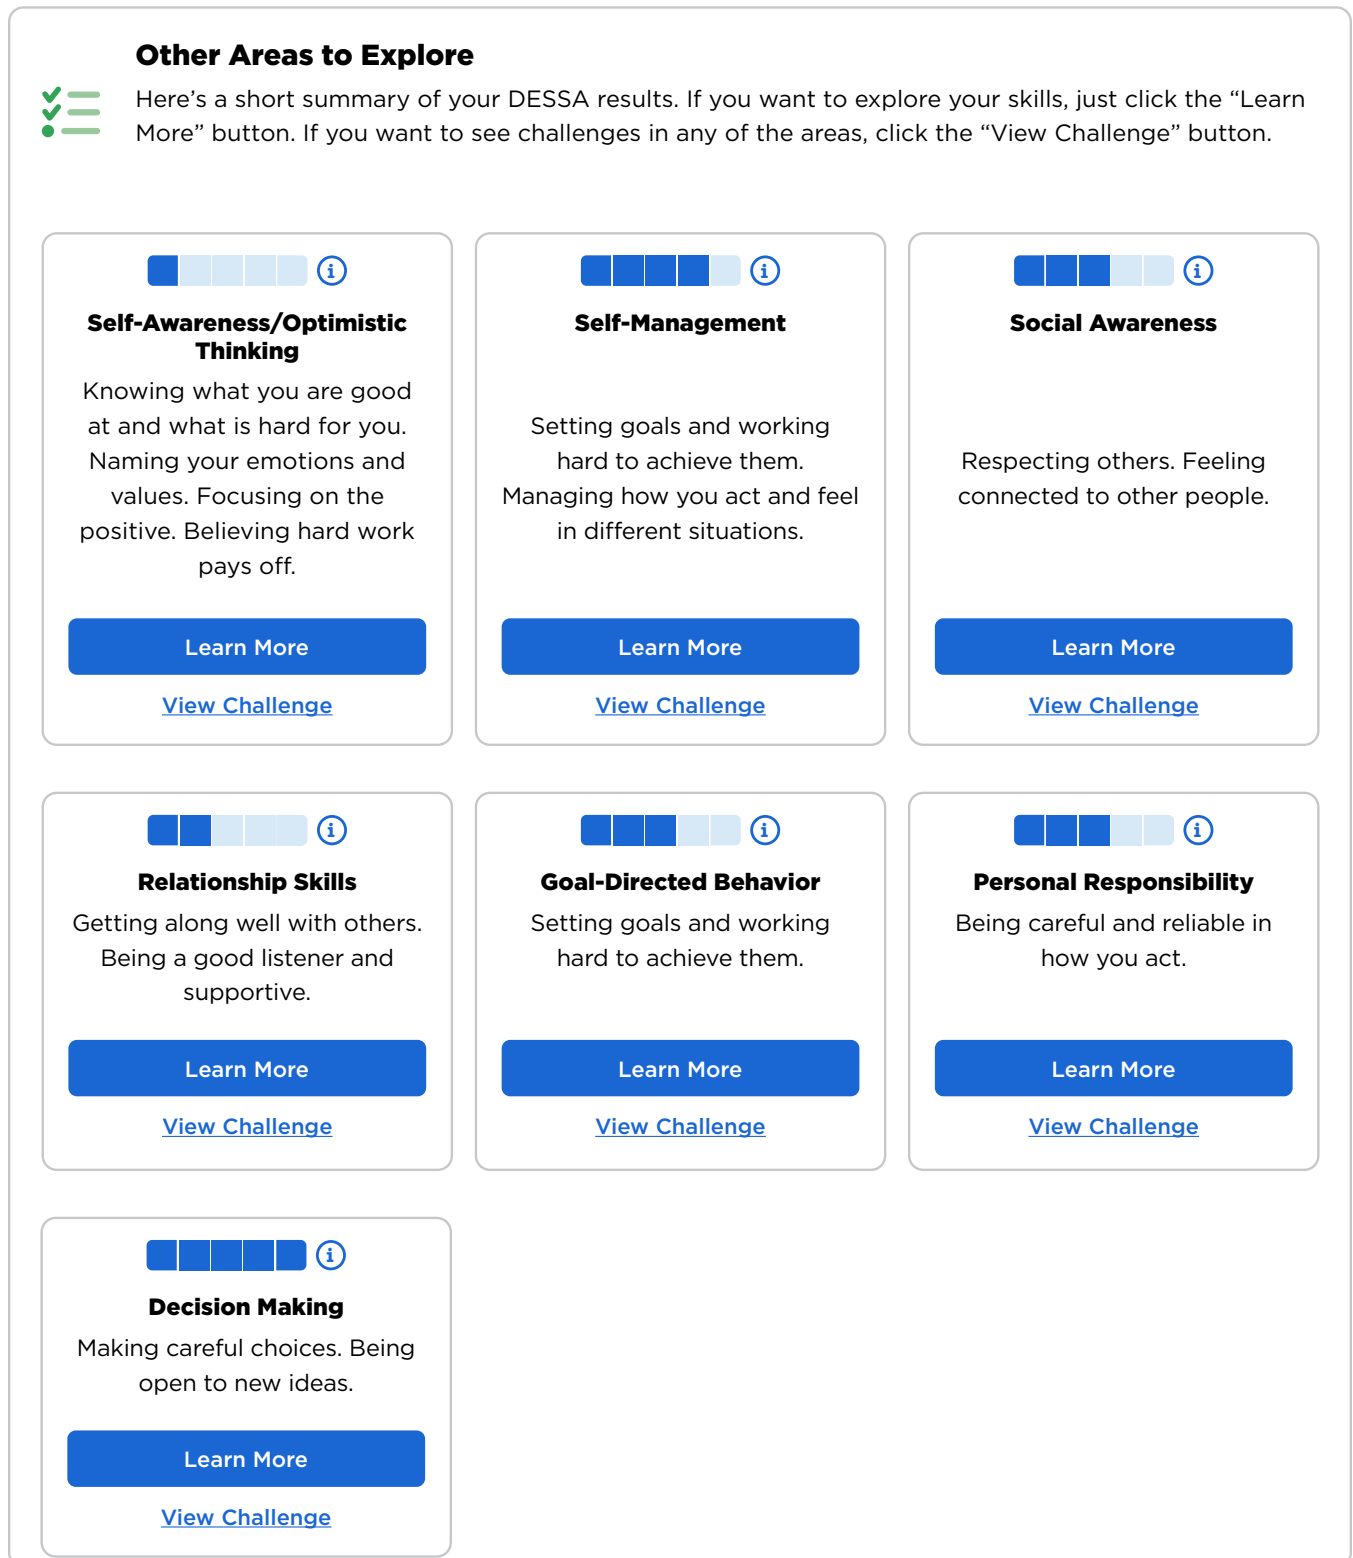 Other Areas to Explore
Here’s a short summary of your DESSA results. If you want to explore your skills, just click the “Learn
More” button. If you want to see challenges in any of the areas, click the “View Challenge” button.
Self-Awareness/Optimistic
Thinking
Knowing what you are good
at and what is hard for you.
Naming your emotions and
values. Focusing on the
positive. Believing hard work
pays off.
Learn More
View Challenge
Self-Management
Setting goals and working
hard to achieve them.
Managing how you act and feel
in different situations.
Learn More
View Challenge
Social Awareness
Respecting others. Feeling
connected to other people.
Learn More
View Challenge
Relationship Skills
Getting along well with others.
Being a good listener and
supportive.
Learn More
View Challenge
Goal-Directed Behavior
Setting goals and working
hard to achieve them.
Learn More
View Challenge
Personal Responsibility
Being careful and reliable in
how you act.
Learn More
View Challenge
Decision Making
Making careful choices. Being
open to new ideas.
Learn More
View Challenge